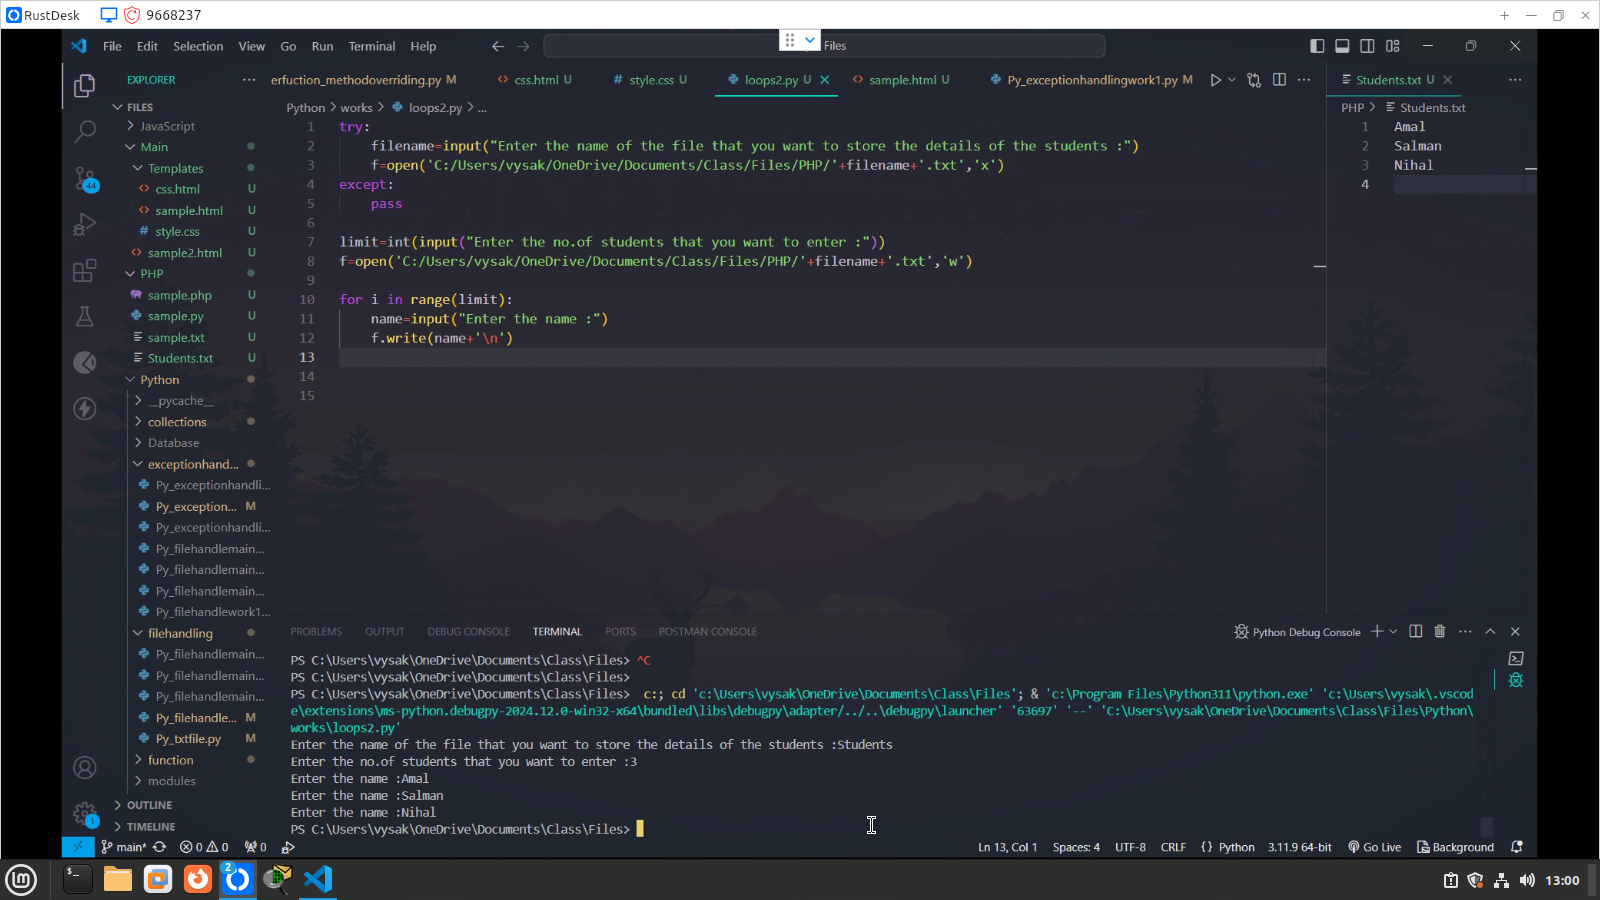 RustDesk 9668237
File Edit Selection View Go Run Terminal Help Files
EXPLORER
FILES
JavaScript
Main
Templates
css.html U
sample.html U
style.css U
sample2.html U
PHP
sample.php U
sample.py U
sample.txt U
Students.txt U
Python
__pycache__
collections
Database
exceptionhand...
Py_exceptionhandli...
Py_exception... M
Py_exceptionhandli...
Py_filehandlemain...
Py_filehandlemain...
Py_filehandlemain...
Py_filehandlework1...
filehandling
Py_filehandlemain...
Py_filehandlemain...
Py_filehandlemain...
Py_filehandle... M
Py_txtfile.py M
function
modules
OUTLINE
TIMELINE
44
1
erfuction_methodoverriding.py M css.html U style.css U loops2.py U sample.html U Py_exceptionhandlingwork1.py M
Python > works > loops2.py > ...
1 try:
2 filename=input("Enter the name of the file that you want to store the details of the students :")
3 f=open('C:/Users/vysak/OneDrive/Documents/Class/Files/PHP/'+filename+'.txt','x')
4 except:
5 pass
6
7 limit=int(input("Enter the no.of students that you want to enter :"))
8 f=open('C:/Users/vysak/OneDrive/Documents/Class/Files/PHP/'+filename+'.txt','w')
9
10 for i in range(limit):
11 name=input("Enter the name :")
12 f.write(name+'\n')
13
14
15
Students.txt U
PHP > Students.txt
1 Amal
2 Salman
3 Nihal
4
PROBLEMS OUTPUT DEBUG CONSOLE TERMINAL PORTS POSTMAN CONSOLE Python Debug Console
PS C:\Users\vysak\OneDrive\Documents\Class\Files> ^C
PS C:\Users\vysak\OneDrive\Documents\Class\Files>
PS C:\Users\vysak\OneDrive\Documents\Class\Files> c:; cd 'c:\Users\vysak\OneDrive\Documents\Class\Files'; & 'c:\Program Files\Python311\python.exe' 'c:\Users\vysak\.vscod
e\extensions\ms-python.debugpy-2024.12.0-win32-x64\bundled\libs\debugpy\adapter/../..\debugpy\launcher' '63697' '--' 'C:\Users\vysak\OneDrive\Documents\Class\Files\Python\
works\loops2.py'
Enter the name of the file that you want to store the details of the students :Students
Enter the no.of students that you want to enter :3
Enter the name :Amal
Enter the name :Salman
Enter the name :Nihal
PS C:\Users\vysak\OneDrive\Documents\Class\Files>
main* 0 0 0 Ln 13, Col 1 Spaces: 4 UTF-8 CRLF Python 3.11.9 64-bit Go Live Background
2
13:00